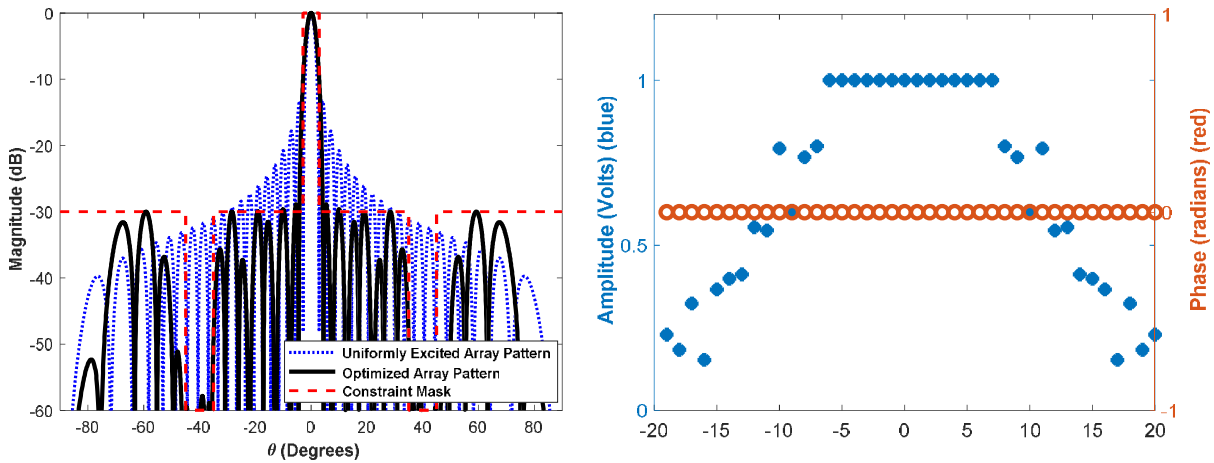 0
-10
-20
-30
-40
-50
-60
-80 -60 -40 -20 0 20 40 60 80
θ (Degrees)
Magnitude (dB)
Uniformly Excited Array Pattern
Optimized Array Pattern
Constraint Mask
1
0.5
0
Amplitude (Volts) (blue)
-20 -15 -10 -5 0 5 10 15 20
1
0
-1
Phase (radians) (red)